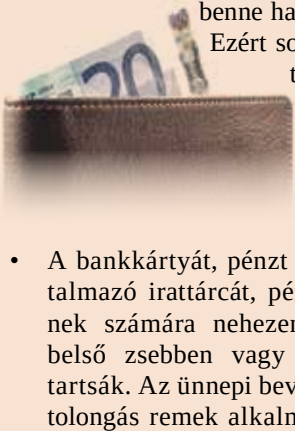 benne ha
Ezért so
t
20
• A bankkártyát, pénzt
talmazó irattárcát, pé
nek számára nehezen
belső zsebben vagy
tartsák. Az ünnepi bev
tolongás remek alkalm